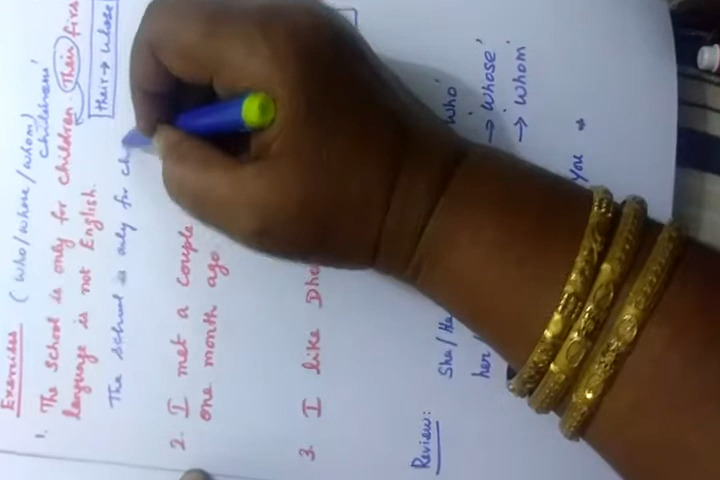 Exercises (who/whose/whom)
'children'
1. The school is only for children. Their firs
language is not English.
their → whose
The school is only for ch
2. I met a couple
one month ago
3. I like Dh
Review: She/He who'
her → 'whose'
→ 'whom'
You →